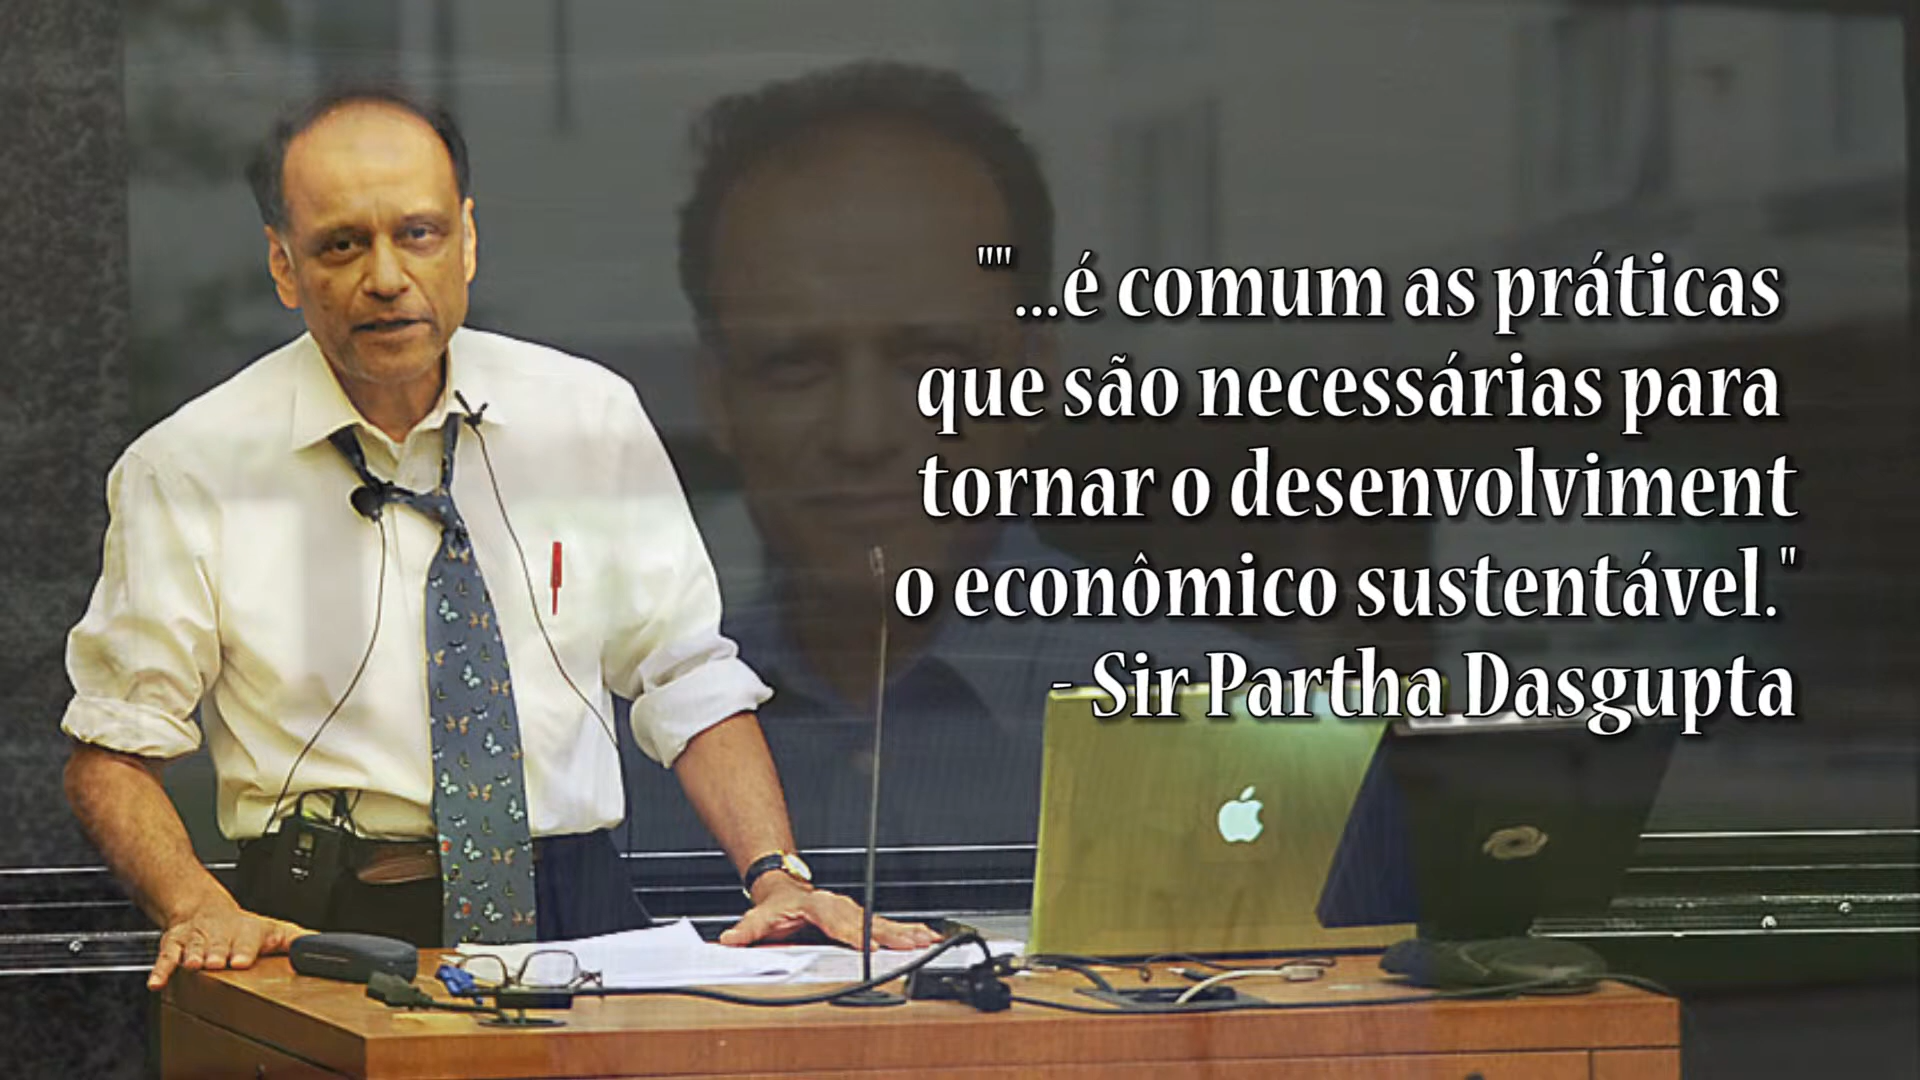 ""...é comum as práticas
que são necessárias para
tornar o desenvolviment
o econômico sustentável."
- Sir Partha Dasgupta